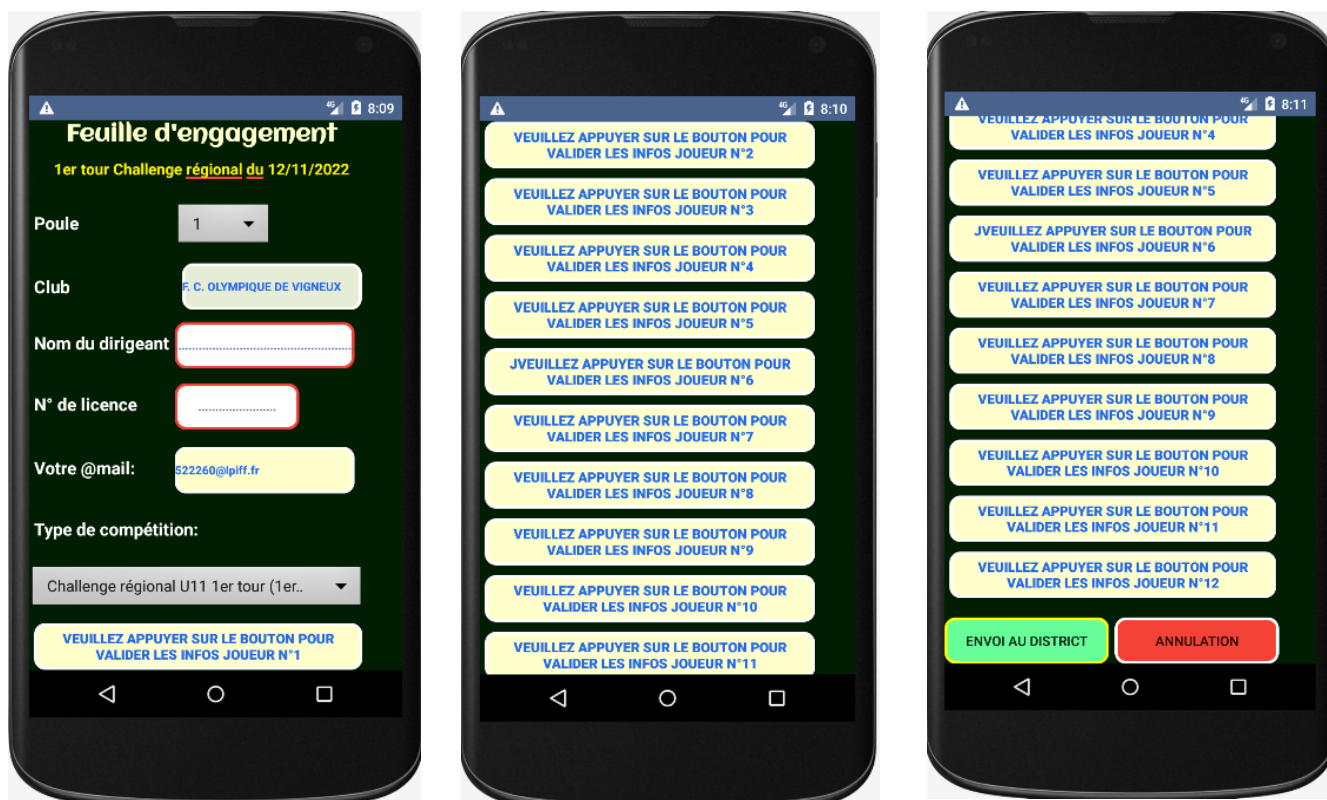 8:09
Feuille d'engagement
1er tour Challenge régional du 12/11/2022
Poule
1
Club
F. C. OLYMPIQUE DE VIGNEUX
Nom du dirigeant
N° de licence
Votre @mail:
522260@lpiff.fr
Type de compétition:
Challenge régional U11 1er tour (1er..
VEUILLEZ APPUYER SUR LE BOUTON POUR
VALIDER LES INFOS JOUEUR N°1
8:10
VEUILLEZ APPUYER SUR LE BOUTON POUR
VALIDER LES INFOS JOUEUR N°2
VEUILLEZ APPUYER SUR LE BOUTON POUR
VALIDER LES INFOS JOUEUR N°3
VEUILLEZ APPUYER SUR LE BOUTON POUR
VALIDER LES INFOS JOUEUR N°4
VEUILLEZ APPUYER SUR LE BOUTON POUR
VALIDER LES INFOS JOUEUR N°5
JVEUILLEZ APPUYER SUR LE BOUTON POUR
VALIDER LES INFOS JOUEUR N°6
VEUILLEZ APPUYER SUR LE BOUTON POUR
VALIDER LES INFOS JOUEUR N°7
VEUILLEZ APPUYER SUR LE BOUTON POUR
VALIDER LES INFOS JOUEUR N°8
VEUILLEZ APPUYER SUR LE BOUTON POUR
VALIDER LES INFOS JOUEUR N°9
VEUILLEZ APPUYER SUR LE BOUTON POUR
VALIDER LES INFOS JOUEUR N°10
VEUILLEZ APPUYER SUR LE BOUTON POUR
VALIDER LES INFOS JOUEUR N°11
8:11
VEUILLEZ APPUYER SUR LE BOUTON POUR
VALIDER LES INFOS JOUEUR N°4
VEUILLEZ APPUYER SUR LE BOUTON POUR
VALIDER LES INFOS JOUEUR N°5
JVEUILLEZ APPUYER SUR LE BOUTON POUR
VALIDER LES INFOS JOUEUR N°6
VEUILLEZ APPUYER SUR LE BOUTON POUR
VALIDER LES INFOS JOUEUR N°7
VEUILLEZ APPUYER SUR LE BOUTON POUR
VALIDER LES INFOS JOUEUR N°8
VEUILLEZ APPUYER SUR LE BOUTON POUR
VALIDER LES INFOS JOUEUR N°9
VEUILLEZ APPUYER SUR LE BOUTON POUR
VALIDER LES INFOS JOUEUR N°10
VEUILLEZ APPUYER SUR LE BOUTON POUR
VALIDER LES INFOS JOUEUR N°11
VEUILLEZ APPUYER SUR LE BOUTON POUR
VALIDER LES INFOS JOUEUR N°12
ENVOI AU DISTRICT
ANNULATION